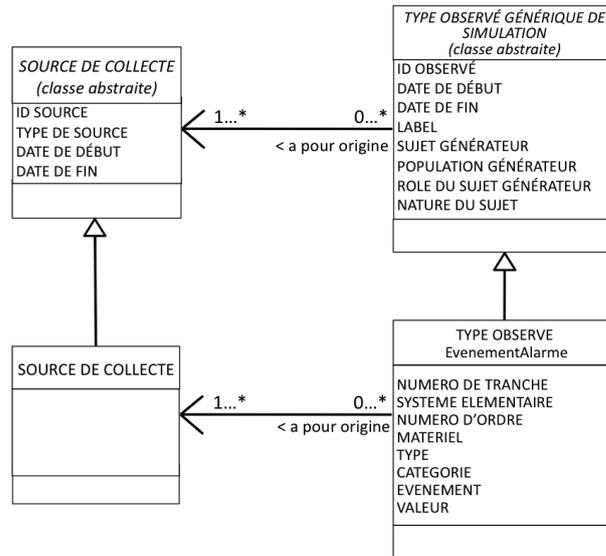 SOURCE DE COLLECTE
(classe abstraite)
ID SOURCE
TYPE DE SOURCE
DATE DE DÉBUT
DATE DE FIN
1...*
0...*
< a pour origine
TYPE OBSERVÉ GÉNÉRIQUE DE
SIMULATION
(classe abstraite)
ID OBSERVÉ
DATE DE DÉBUT
DATE DE FIN
LABEL
SUJET GÉNÉRATEUR
POPULATION GÉNÉRATEUR
ROLE DU SUJET GÉNÉRATEUR
NATURE DU SUJET
SOURCE DE COLLECTE
1...*
0...*
< a pour origine
TYPE OBSERVE
EvenementAlarme
NUMERO DE TRANCHE
SYSTEME ELEMENTAIRE
NUMERO D'ORDRE
MATERIEL
TYPE
CATEGORIE
EVENEMENT
VALEUR